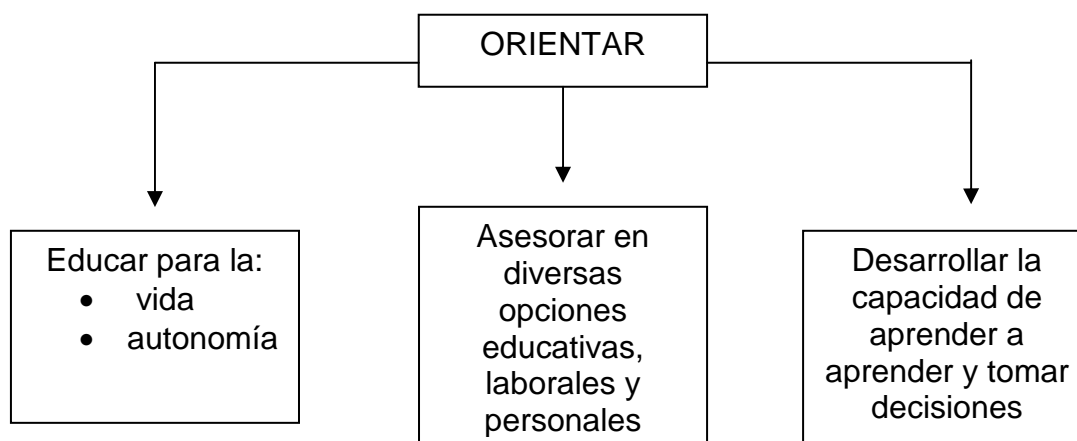 ORIENTAR
Educar para la:
• vida
• autonomía
Asesorar en
diversas
opciones
educativas,
laborales y
personales
Desarrollar la
capacidad de
aprender a
aprender y tomar
decisiones